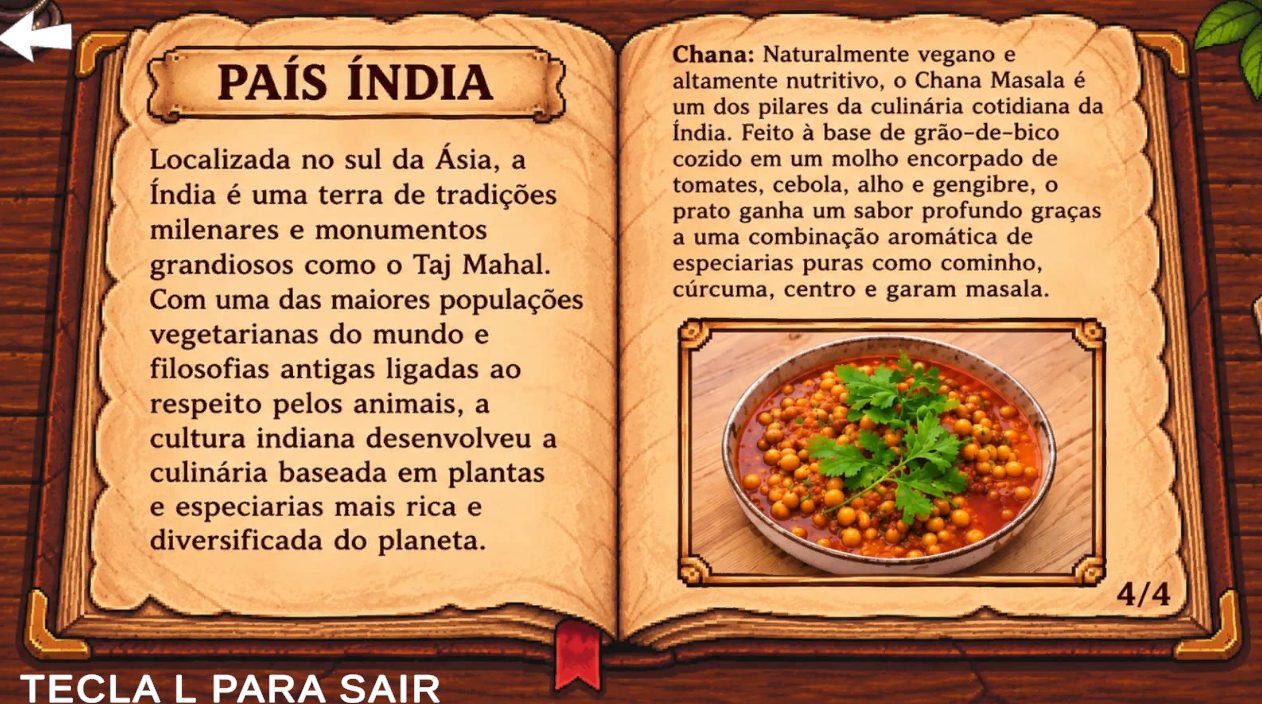 PAÍS ÍNDIA
Localizada no sul da Ásia, a
Índia é uma terra de tradições
milenares e monumentos
grandiosos como o Taj Mahal.
Com uma das maiores populações
vegetarianas do mundo e
filosofias antigas ligadas ao
respeito pelos animais, a
cultura indiana desenvolveu a
culinária baseada em plantas
e especiarias mais rica e
diversificada do planeta.
Chana: Naturalmente vegano e
altamente nutritivo, o Chana Masala é
um dos pilares da culinária cotidiana da
Índia. Feito à base de grão-de-bico
cozido em um molho encorpado de
tomates, cebola, alho e gengibre, o
prato ganha um sabor profundo graças
a uma combinação aromática de
especiarias puras como cominho,
cúrcuma, centro e garam masala.
4/4
TECLA L PARA SAIR